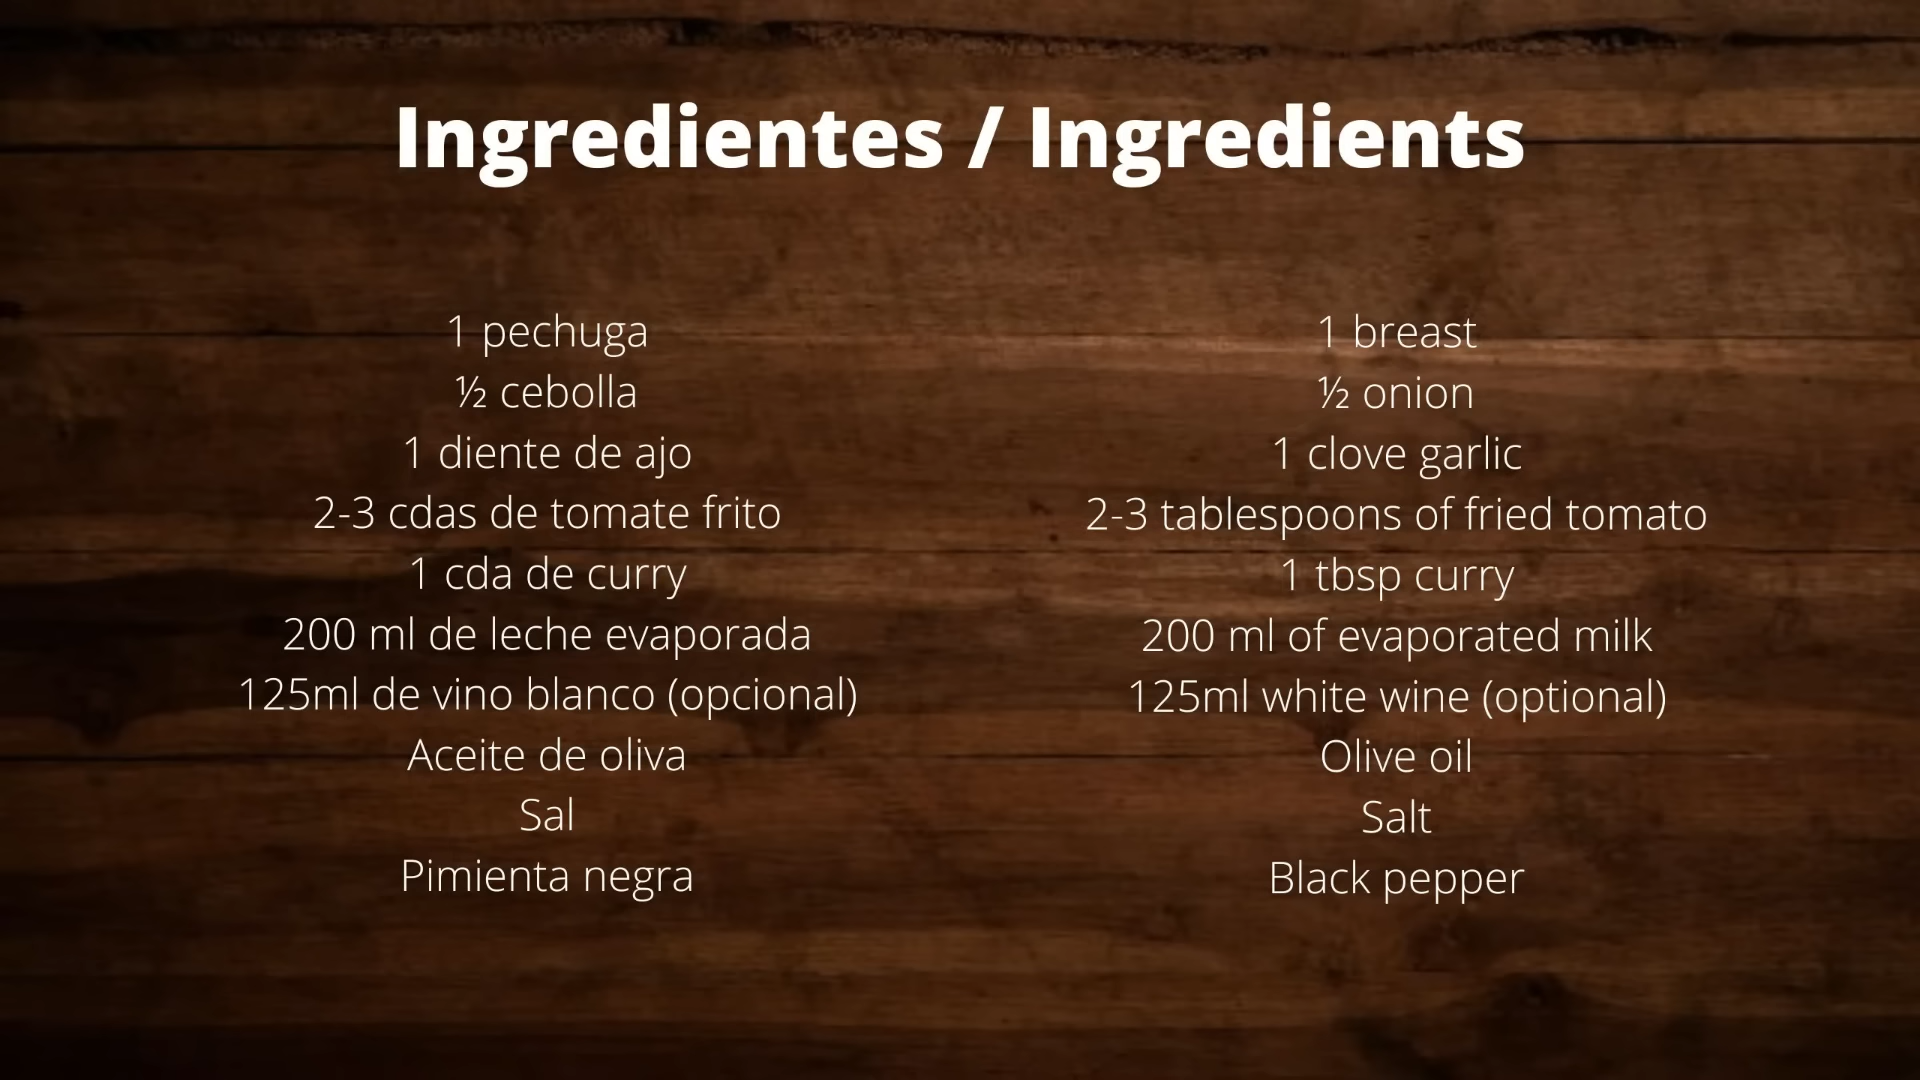 Ingredientes / Ingredients
1 pechuga
½ cebolla
1 diente de ajo
2-3 cdas de tomate frito
1 cda de curry
200 ml de leche evaporada
125ml de vino blanco (opcional)
Aceite de oliva
Sal
Pimienta negra
1 breast
½ onion
1 clove garlic
2-3 tablespoons of fried tomato
1 tbsp curry
200 ml of evaporated milk
125ml white wine (optional)
Olive oil
Salt
Black pepper